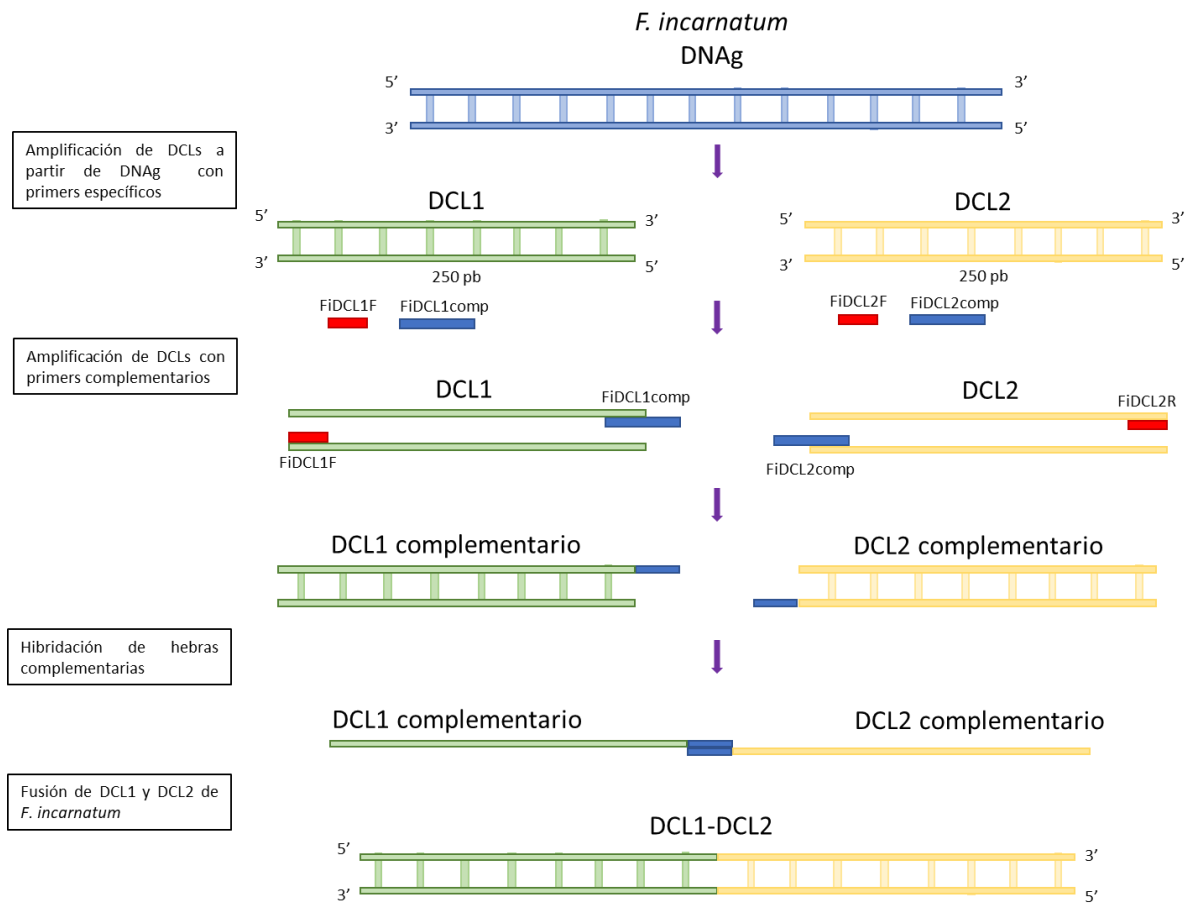 F. incarnatum
DNAg
5’
3’
3’
5’
Amplificación de DCLs a
partir de DNAg con
primers específicos
DCL1
DCL2
5’
3’
5’
3’
3’
5’
3’
5’
250 pb
250 pb
FiDCL1F
FiDCL1comp
FiDCL2F
FiDCL2comp
Amplificación de DCLs con
primers complementarios
DCL1
DCL2
FiDCL1comp
FiDCL2R
FiDCL1F
FiDCL2comp
DCL1 complementario
DCL2 complementario
Hibridación de hebras
complementarias
DCL1 complementario
DCL2 complementario
Fusión de DCL1 y DCL2 de
F. incarnatum
DCL1-DCL2
5’
3’
3’
5’